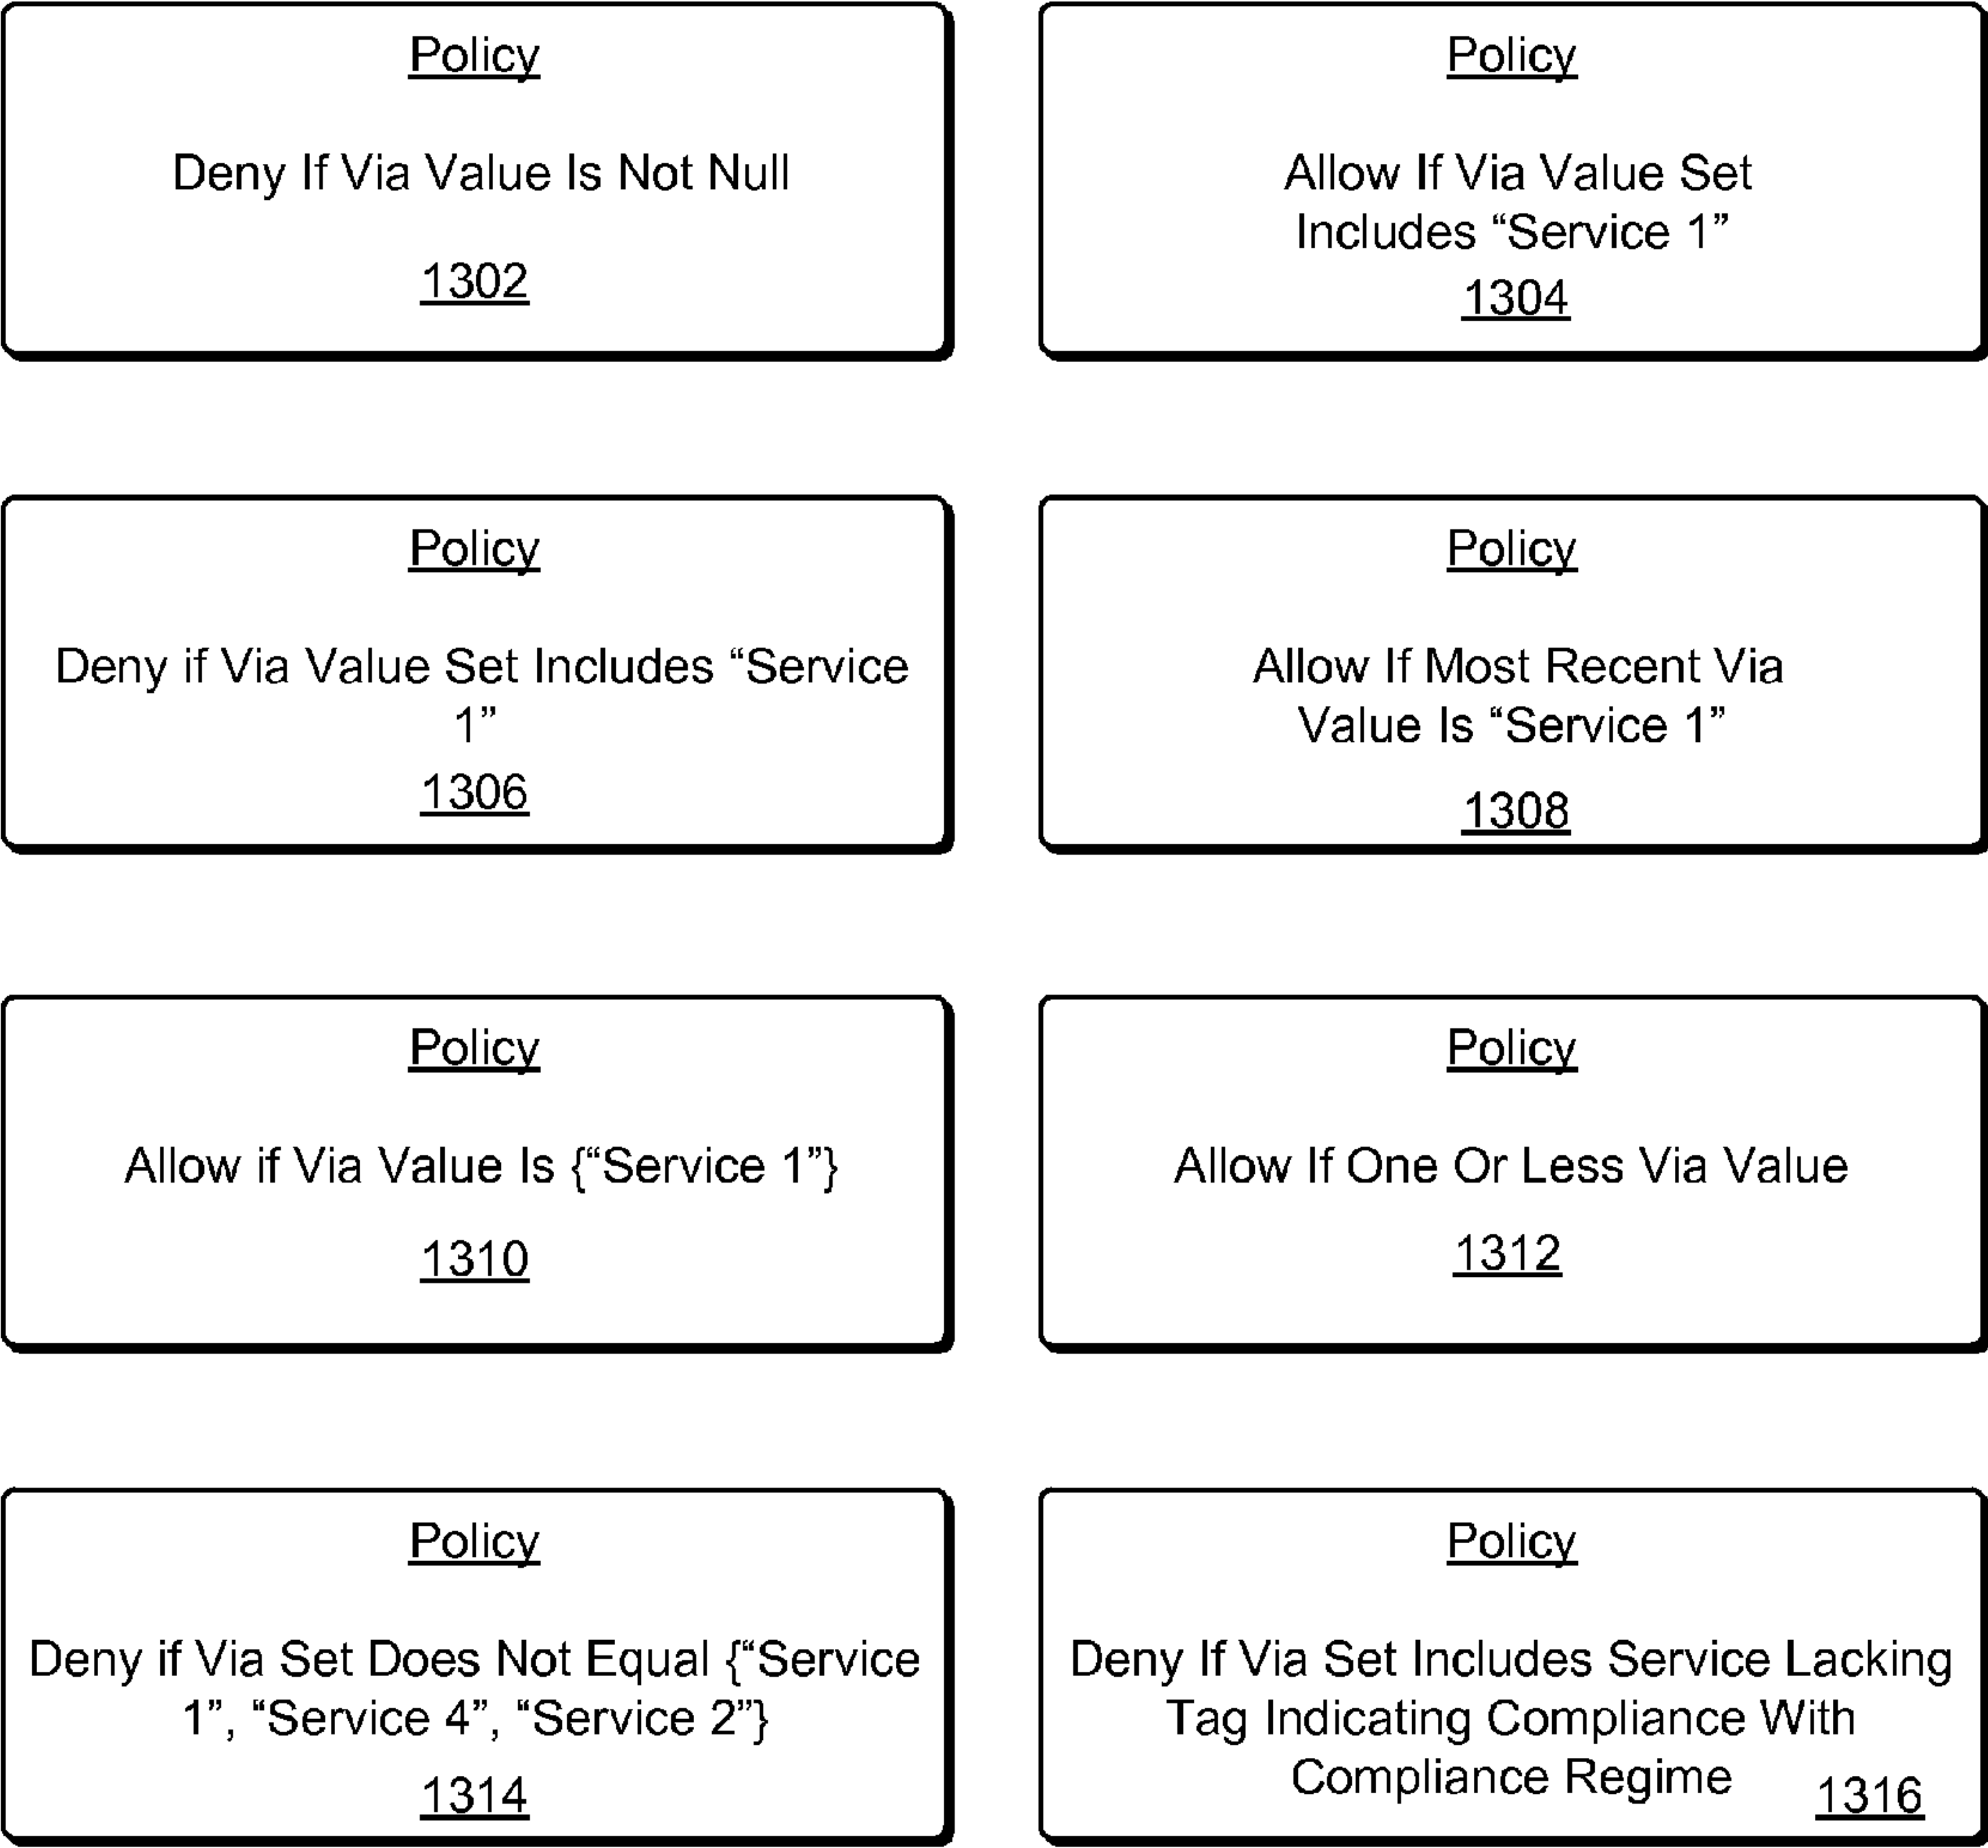 Policy
Deny If Via Value Is Not Null
1302
Policy
Allow If Via Value Set
Includes “Service 1”
1304
Policy
Deny if Via Value Set Includes “Service
1”
1306
Policy
Allow If Most Recent Via
Value Is “Service 1”
1308
Policy
Allow if Via Value Is {“Service 1”}
1310
Policy
Allow If One Or Less Via Value
1312
Policy
Deny if Via Set Does Not Equal {“Service
1”, “Service 4”, “Service 2”}
1314
Policy
Deny If Via Set Includes Service Lacking
Tag Indicating Compliance With
Compliance Regime 1316